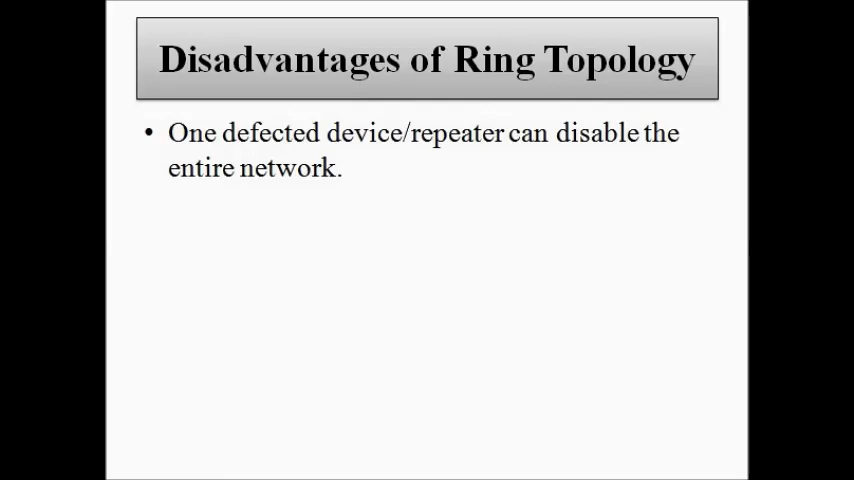 Disadvantages of Ring Topology
• One defected device/repeater can disable the
entire network.